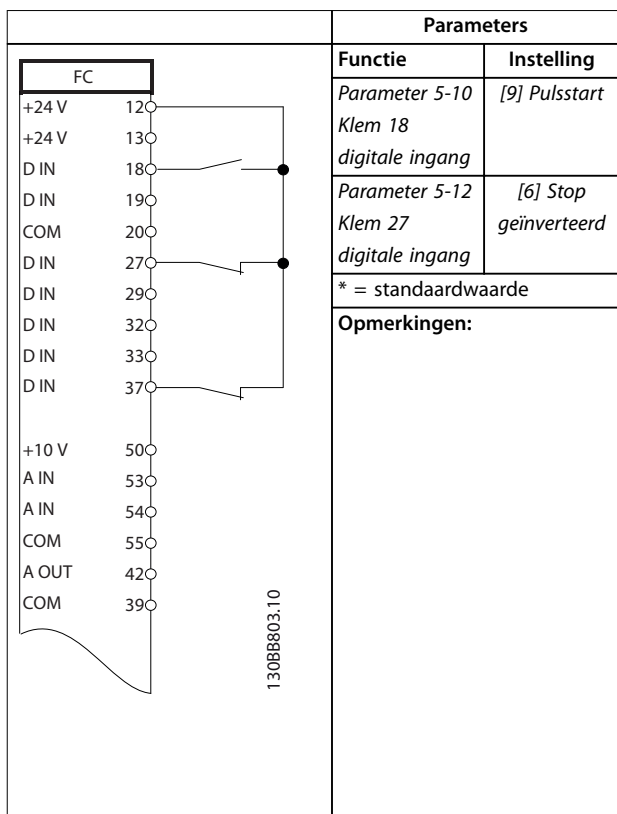 Parameters
Functie Instelling
Parameter 5-10 [9] Pulsstart
Klem 18
digitale ingang
Parameter 5-12 [6] Stop
Klem 27 geïnverteerd
digitale ingang
* = standaardwaarde
Opmerkingen:
FC
+24 V 12
+24 V 13
D IN 18
D IN 19
COM 20
D IN 27
D IN 29
D IN 32
D IN 33
D IN 37
+10 V 50
A IN 53
A IN 54
COM 55
A OUT 42
COM 39
130BB803.10